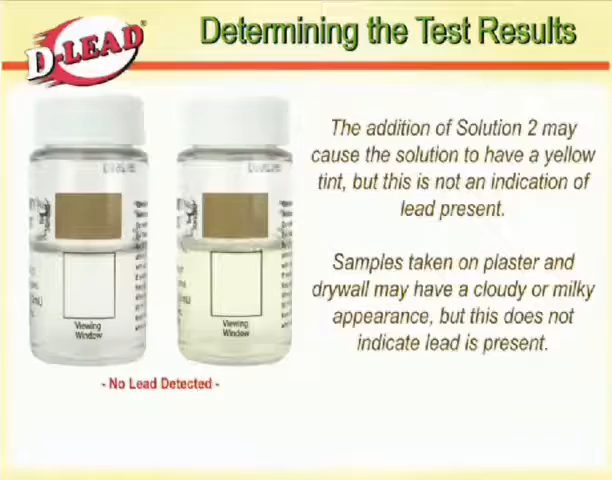 D-LEAD®
Determining the Test Results
The addition of Solution 2 may
cause the solution to have a yellow
tint, but this is not an indication of
lead present.
Samples taken on plaster and
drywall may have a cloudy or milky
appearance, but this does not
indicate lead is present.
Viewing
Window
Viewing
Window
- No Lead Detected -